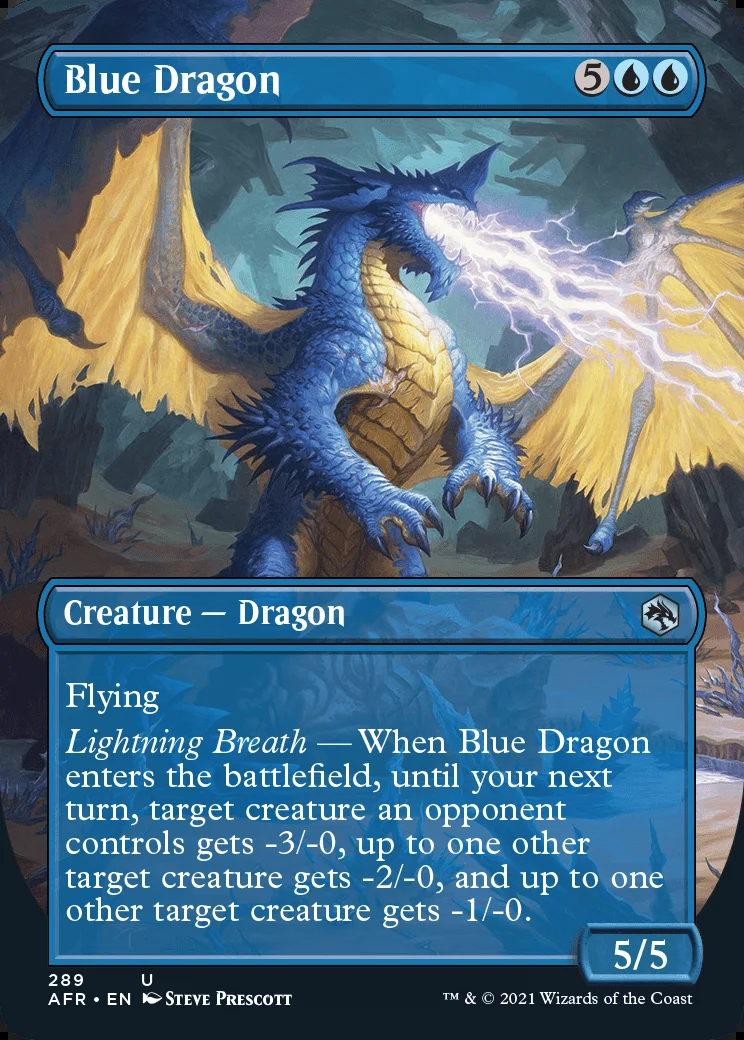 Blue Dragon 5
Creature — Dragon
Flying
Lightning Breath — When Blue Dragon
enters the battlefield, until your next
turn, target creature an opponent
controls gets -3/-0, up to one other
target creature gets -2/-0, and up to one
other target creature gets -1/-0.
5/5
289 U
AFR • EN Steve Prescott
™ & © 2021 Wizards of the Coast